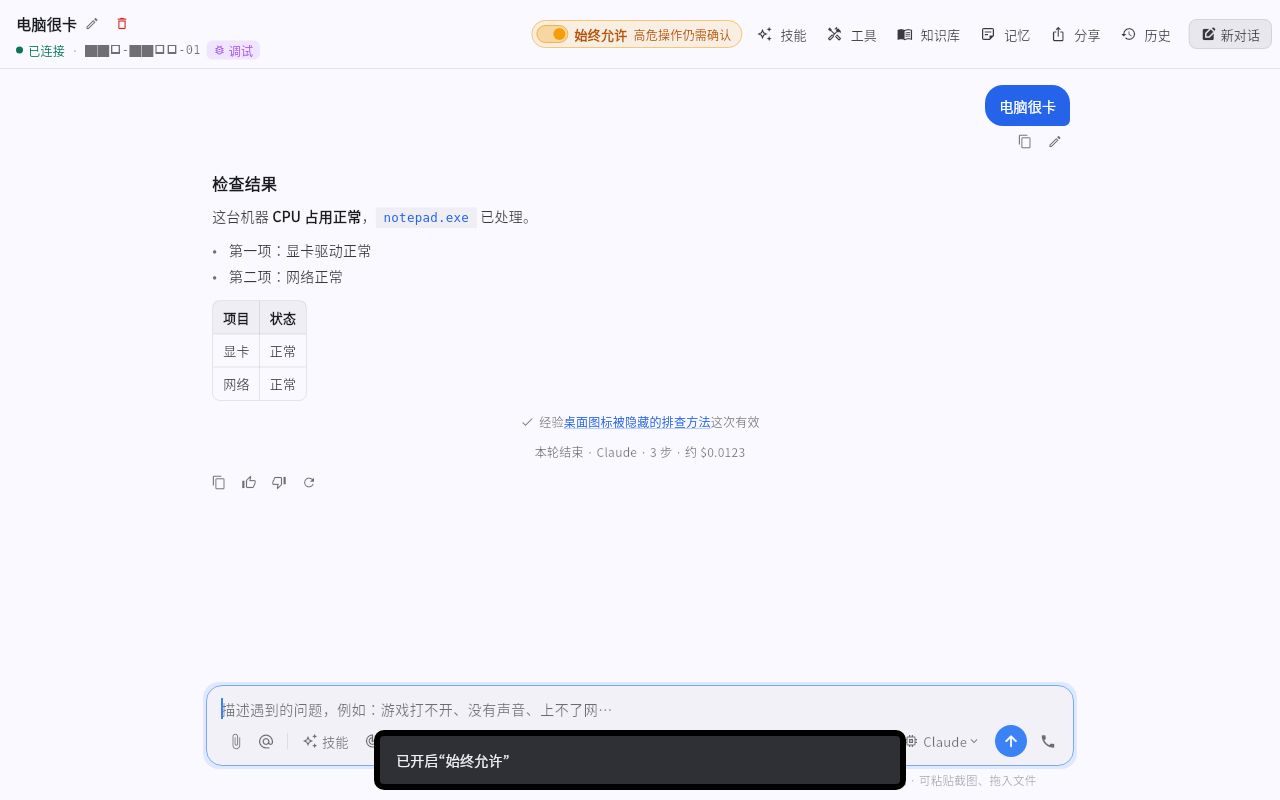 电脑很卡
已连接 · -01 调试
始终允许 高危操作仍需确认 技能 工具 知识库 记忆 分享 历史 新对话
电脑很卡
检查结果
这台机器 CPU 占用正常， notepad.exe 已处理。
• 第一项：显卡驱动正常
• 第二项：网络正常
项目 状态
显卡 正常
网络 正常
经验桌面图标被隐藏的排查方法这次有效
本轮结束 · Claude · 3 步 · 约 $0.0123
描述遇到的问题，例如：游戏打不开、没有声音、上不了网…
技能 Claude
已开启“始终允许”
· 可粘贴截图、拖入文件